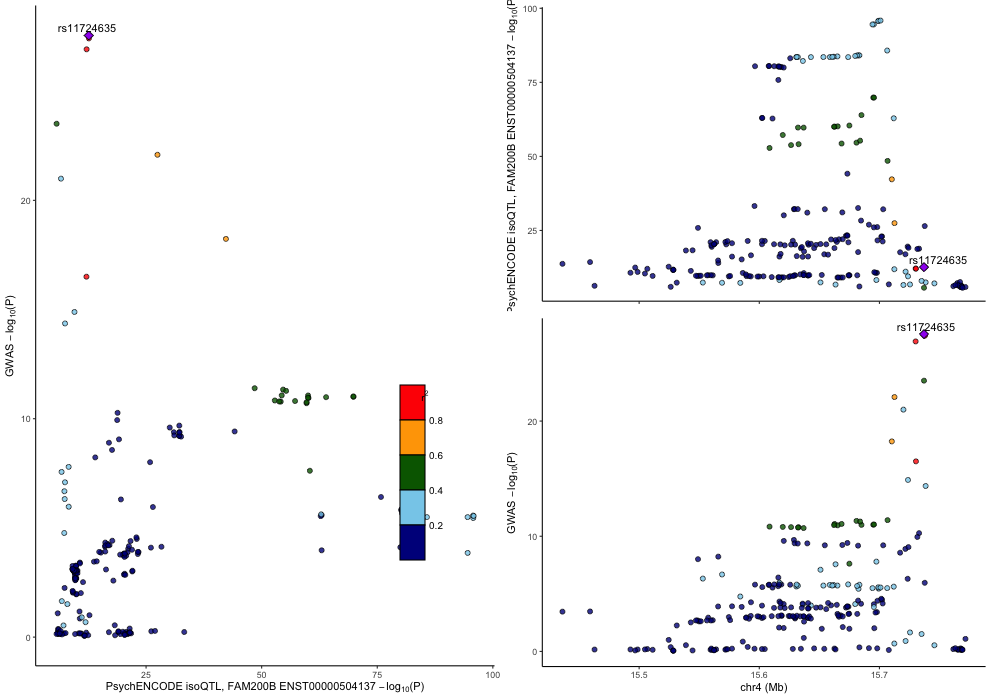 rs11724635
GWAS −log10(P)
20
10
0
25
50
75
100
PsychENCODE isoQTL, FAM200B ENST00000504137 −log10(P)
r2
0.8
0.6
0.4
0.2
PsychENCODE isoQTL, FAM200B ENST00000504137 −log10(P)
100
75
50
25
rs11724635
rs11724635
GWAS −log10(P)
20
10
0
15.5
15.6
15.7
chr4 (Mb)